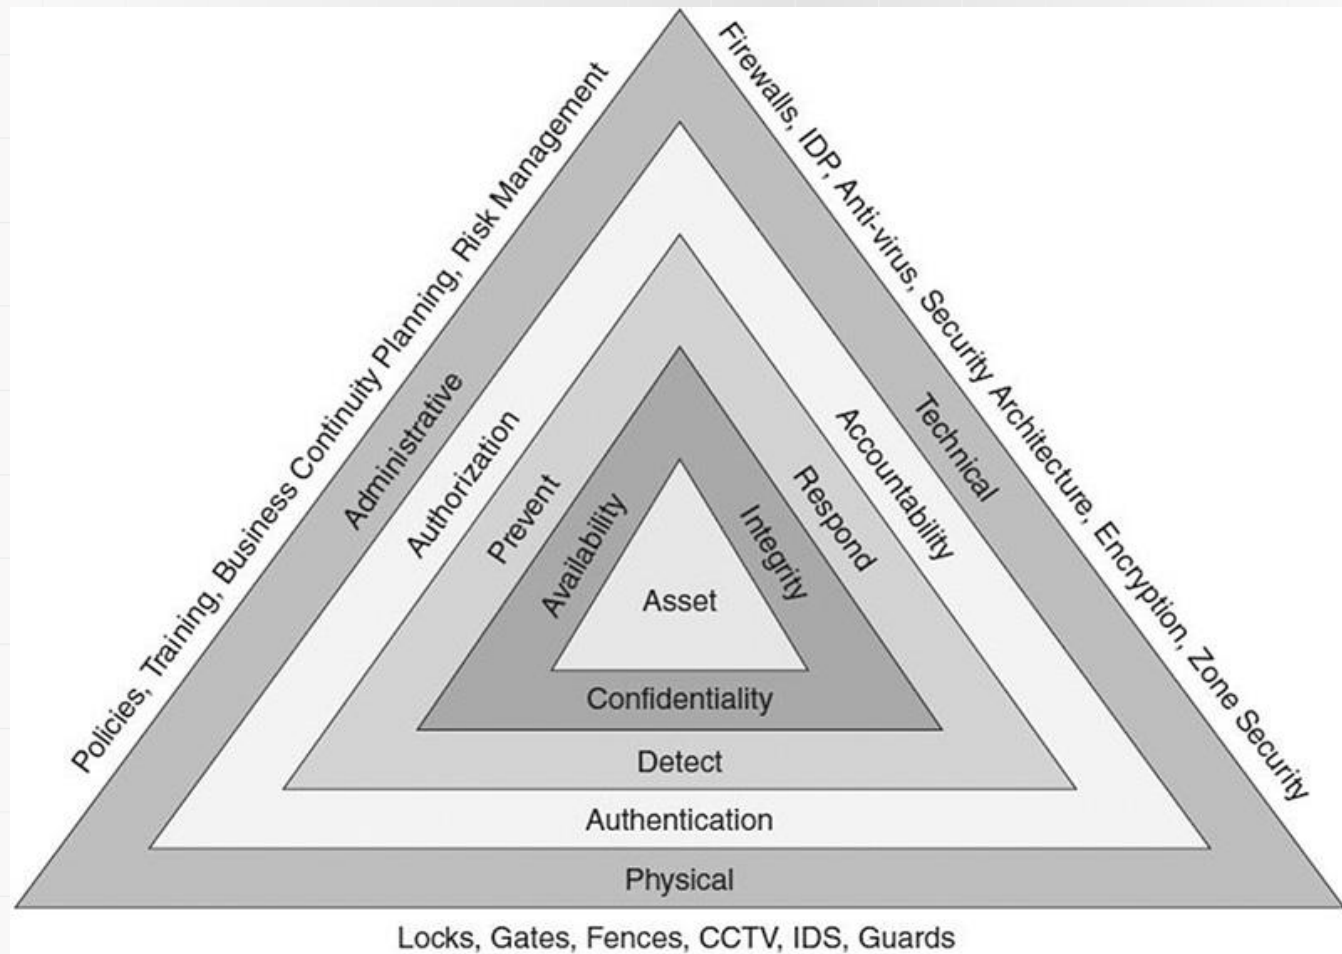 Policies, Training, Business Continuity Planning, Risk Management
Firewalls, IDP, Anti-virus, Security Architecture, Encryption, Zone Security
Administrative
Technical
Authorization
Accountability
Prevent
Respond
Availability
Integrity
Asset
Confidentiality
Detect
Authentication
Physical
Locks, Gates, Fences, CCTV, IDS, Guards